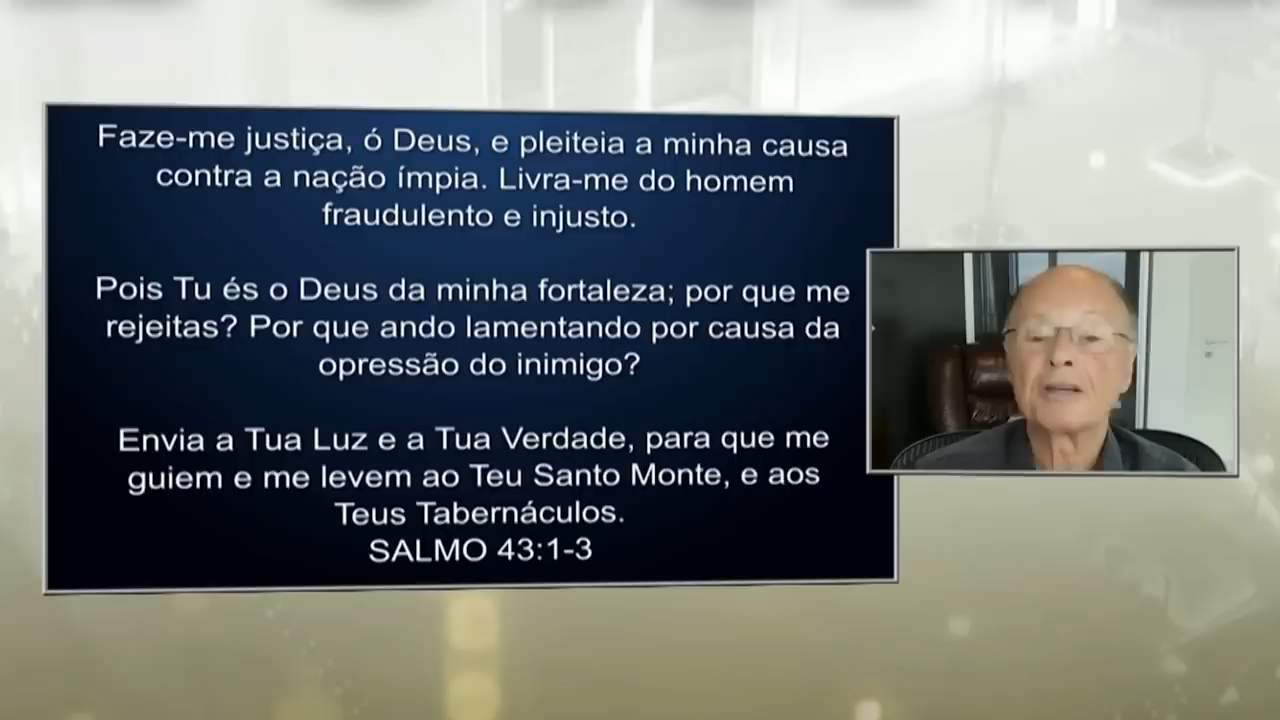 Faze-me justiça, ó Deus, e pleiteia a minha causa
contra a nação ímpia. Livra-me do homem
fraudulento e injusto.
Pois Tu és o Deus da minha fortaleza; por que me
rejeitas? Por que ando lamentando por causa da
opressão do inimigo?
Envia a Tua Luz e a Tua Verdade, para que me
guiem e me levem ao Teu Santo Monte, e aos
Teus Tabernáculos.
SALMO 43:1-3